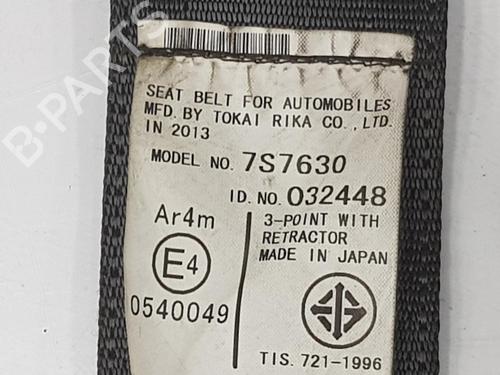 SEAT BELT FOR AUTOMOBILES
MFD. BY TOKAI RIKA CO., LTD.
IN 2013
MODEL NO. 7S7630
ID. NO. 032448
Ar4m
E4
0540049
3-POINT WITH
RETRACTOR
MADE IN JAPAN
TIS. 721-1996
B-PARTS